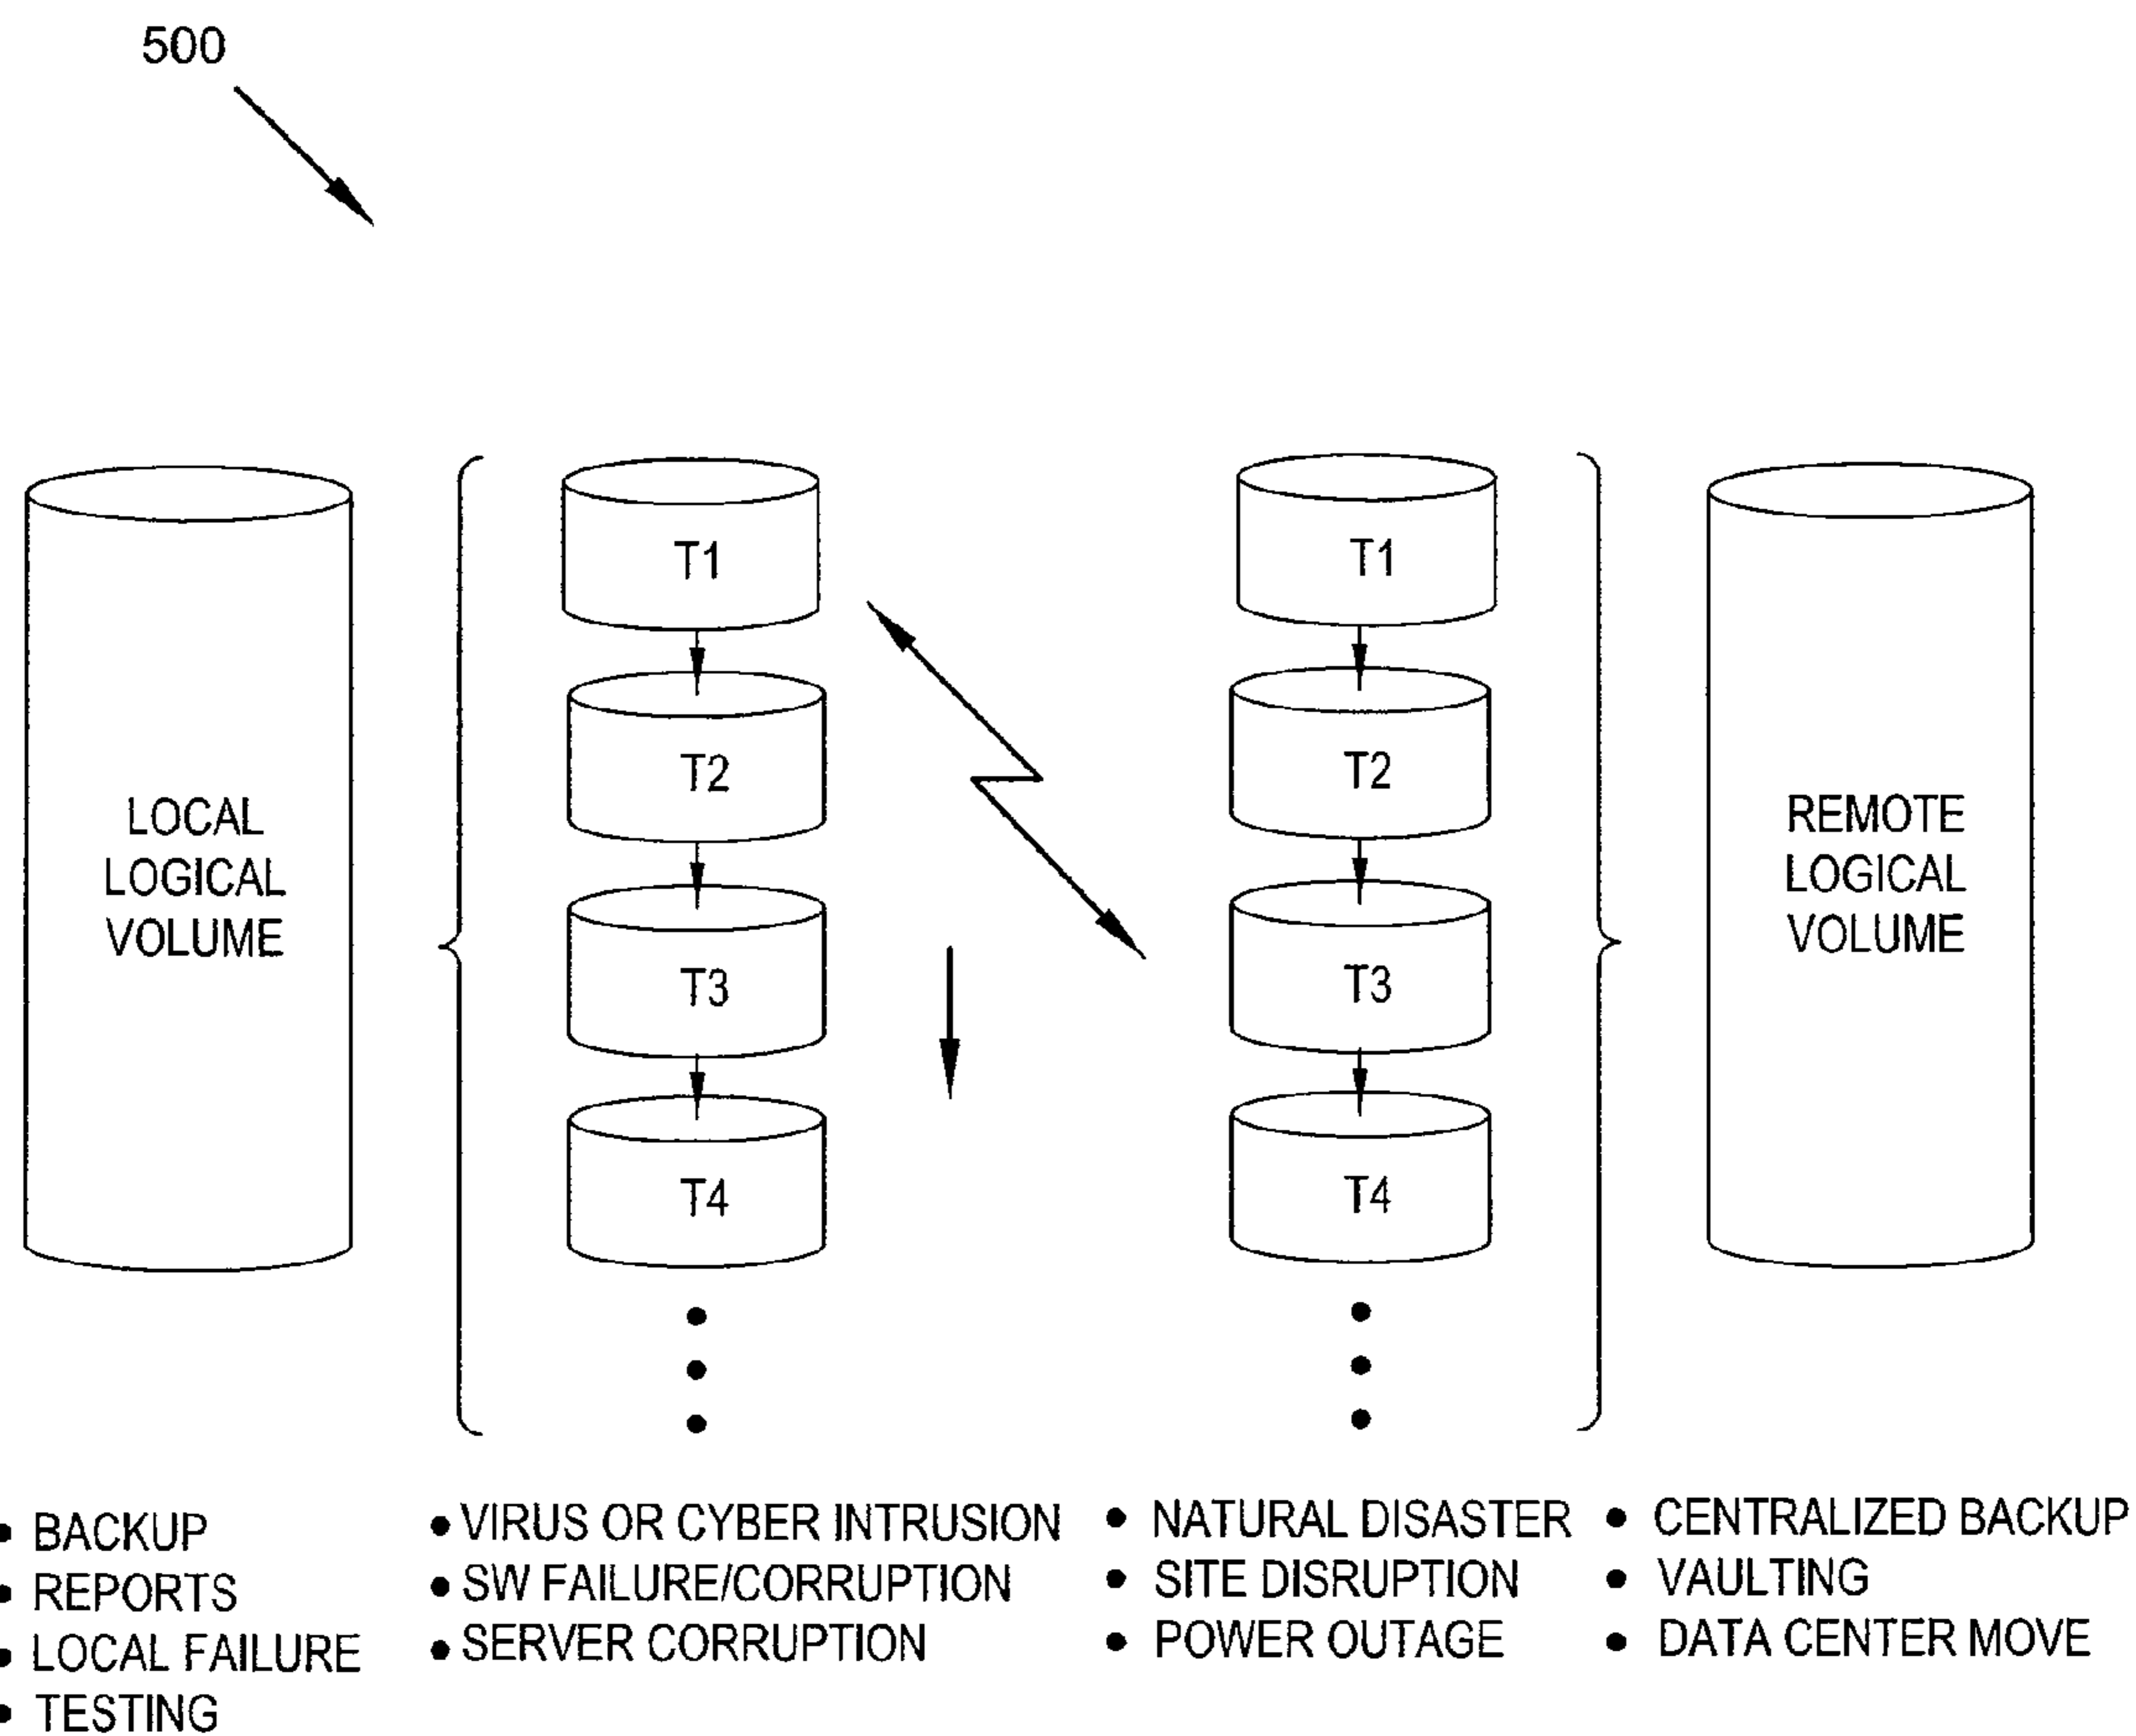 500
LOCAL
LOGICAL
VOLUME
T1
T2
T3
T4
T1
T2
T3
T4
REMOTE
LOGICAL
VOLUME
• BACKUP
• REPORTS
• LOCAL FAILURE
• TESTING
• VIRUS OR CYBER INTRUSION
• SW FAILURE/CORRUPTION
• SERVER CORRUPTION
• NATURAL DISASTER
• SITE DISRUPTION
• POWER OUTAGE
• CENTRALIZED BACKUP
• VAULTING
• DATA CENTER MOVE